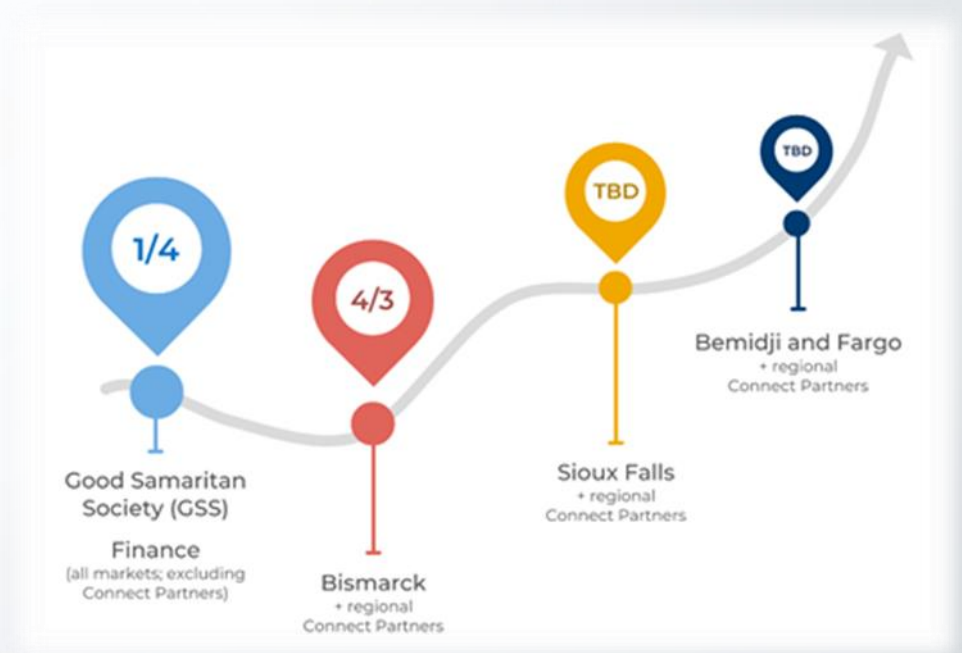 1/4
Good Samaritan
Society (GSS)
Finance
(all markets; excluding
Connect Partners)
4/3
Bismarck
+ regional
Connect Partners
TBD
Sioux Falls
+ regional
Connect Partners
TBD
Bemidji and Fargo
+ regional
Connect Partners